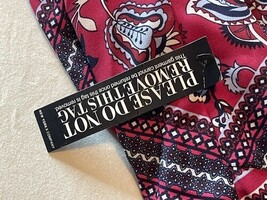 PLEASE DO NOT
REMOVE THIS TAG
This garment cannot be returned once this tag is removed.